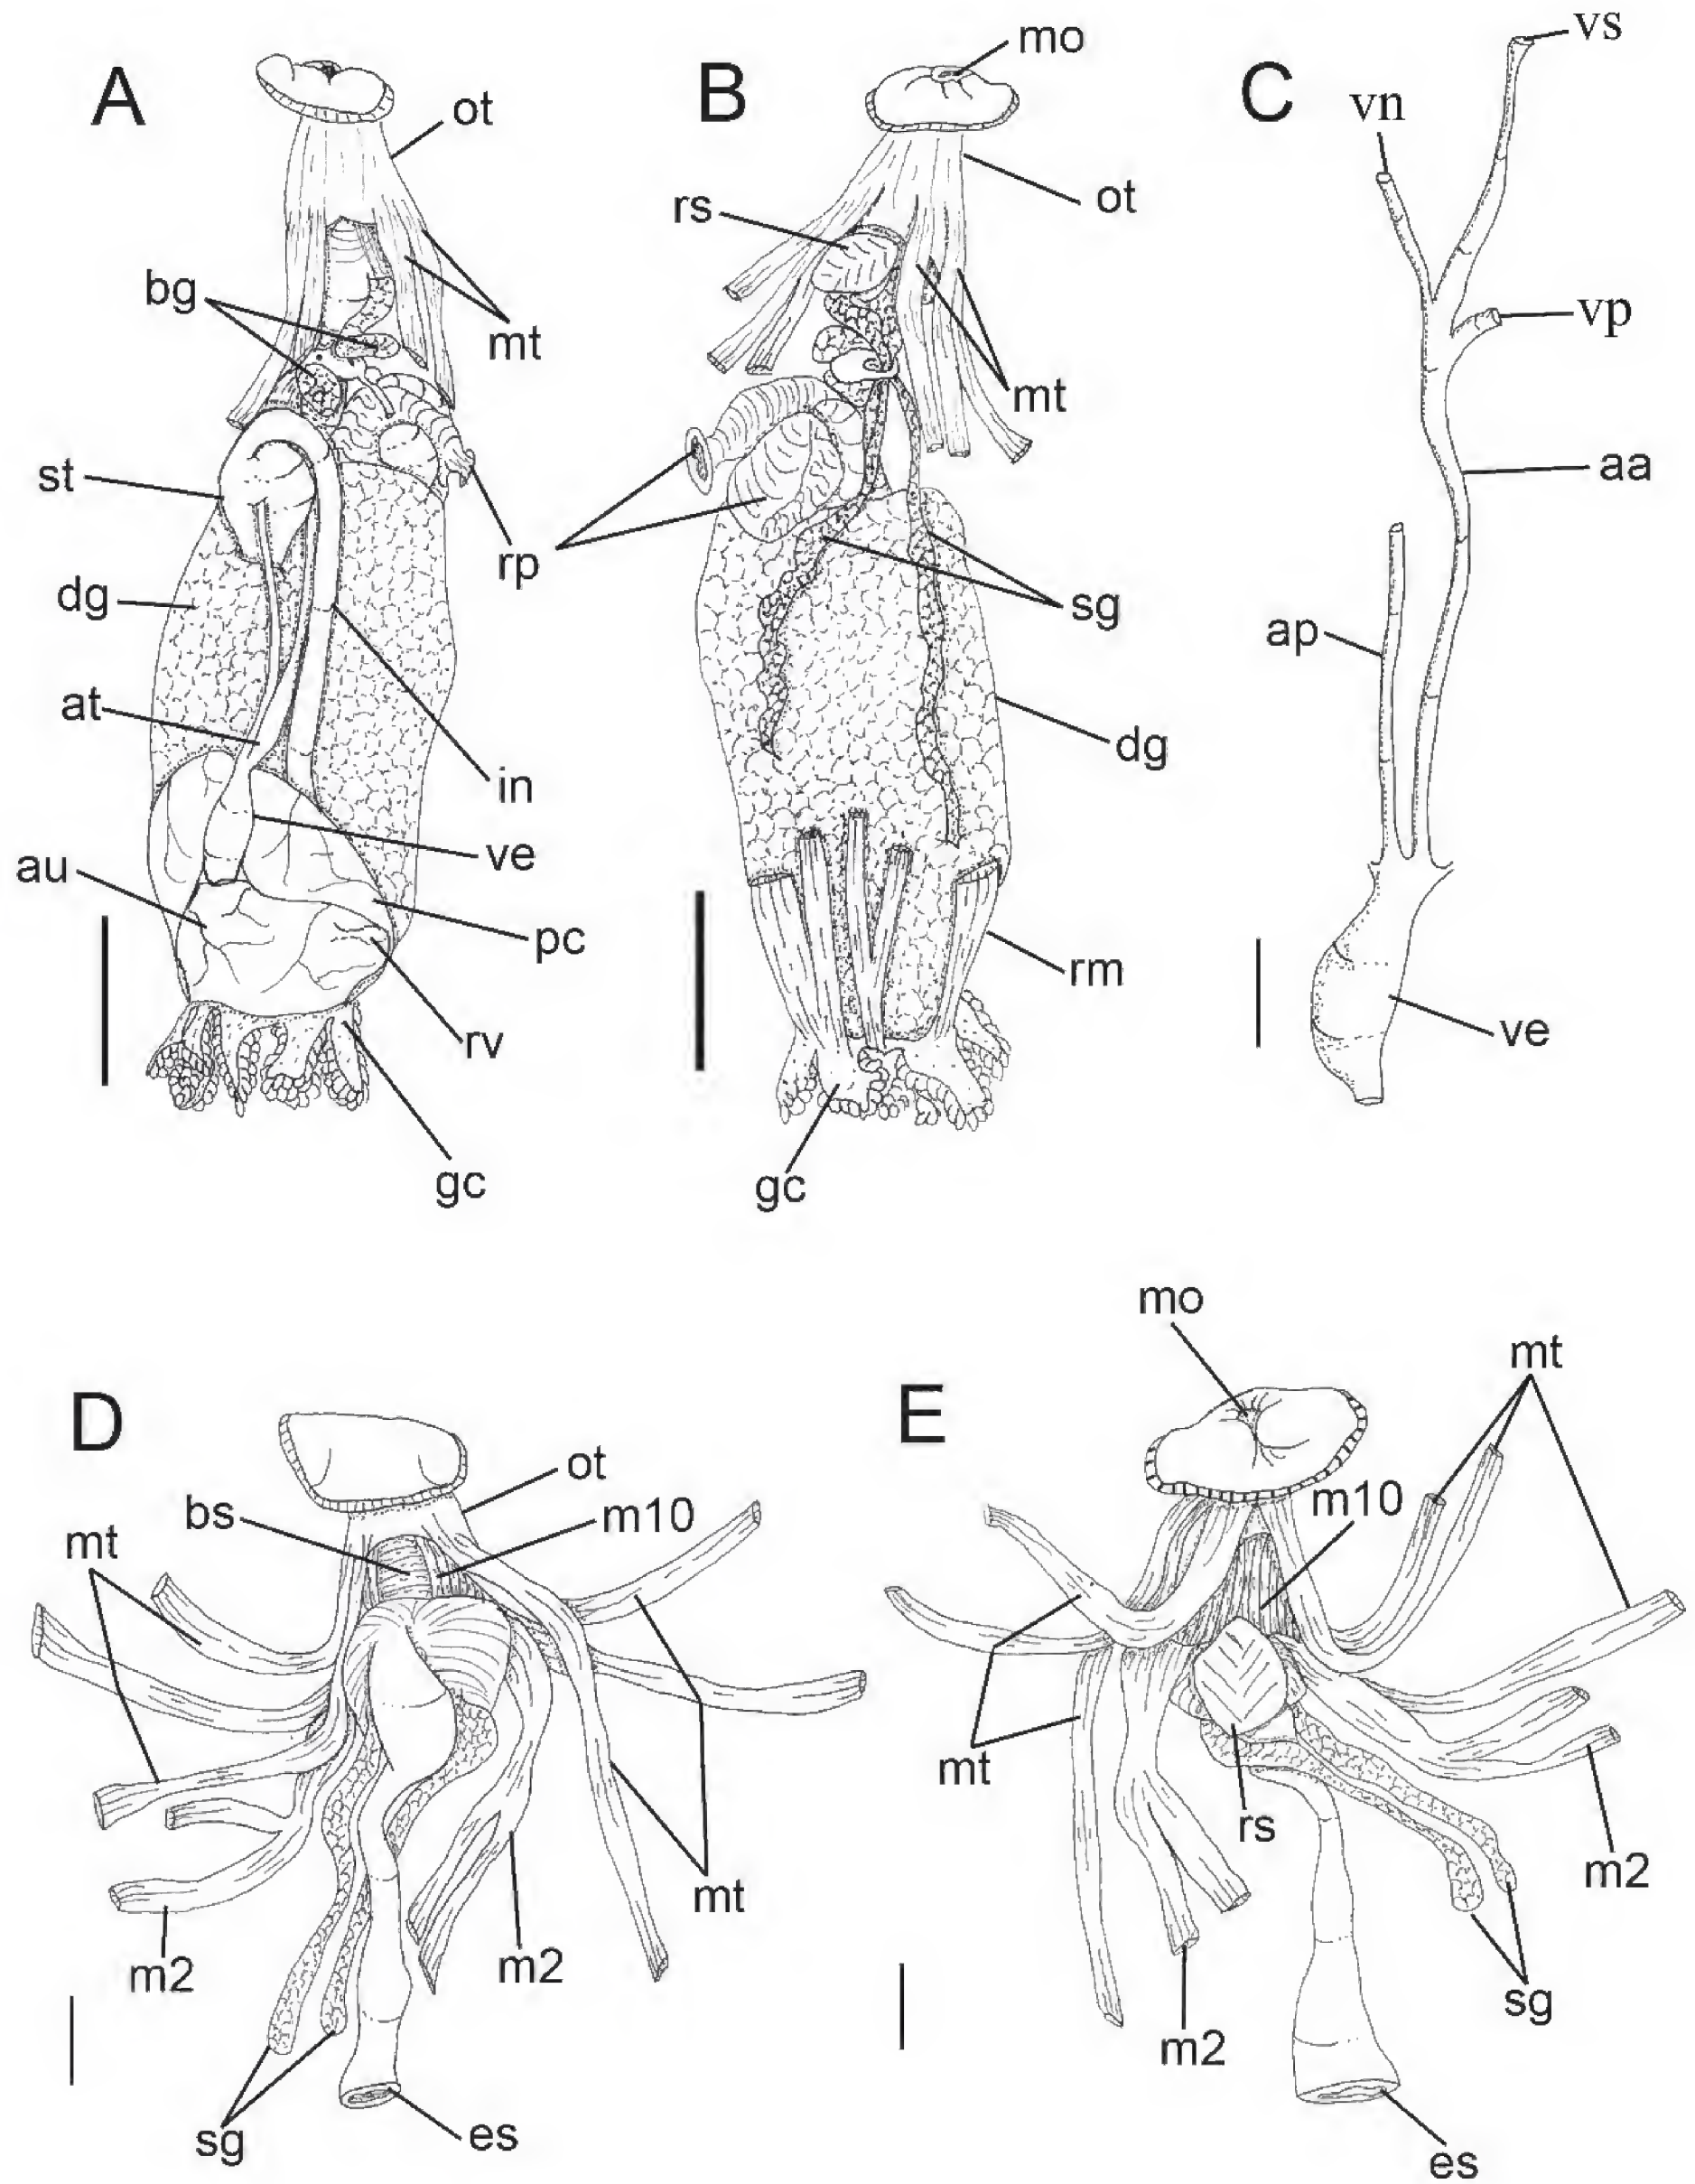 A
ot
bg
mt
st
rp
dg
at
in
ve
au
pc
rv
gc
B
mo
rs
ot
mt
rp
sg
dg
rm
gc
C
vs
vn
vp
aa
ap
ve
D
ot
bs
m10
mt
mt
m2
m2
sg
es
E
mo
mt
m10
mt
rs
m2
m2
sg
es